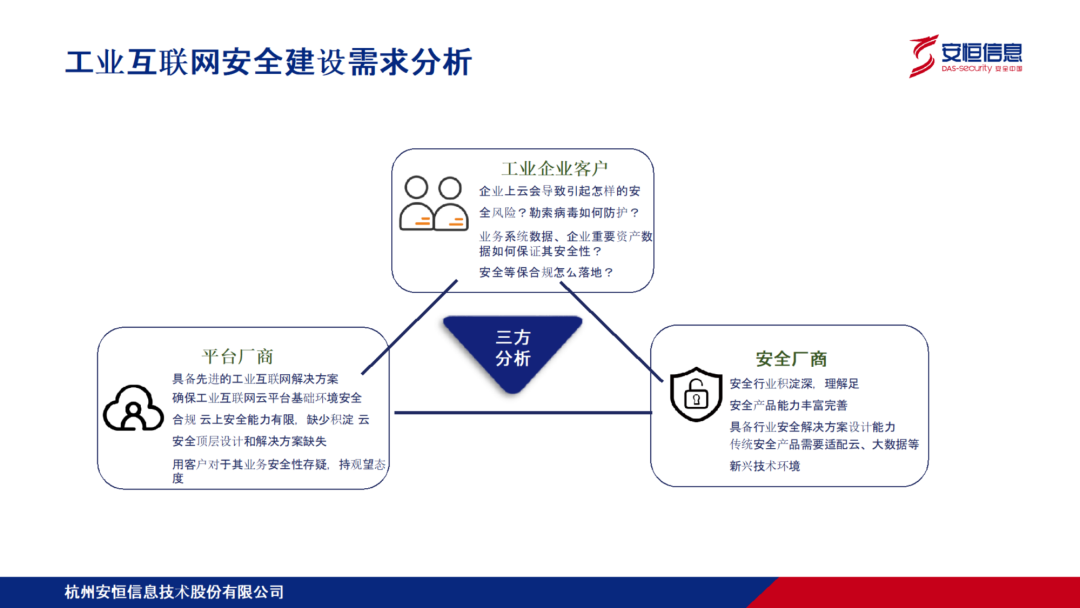 工业互联网安全建设需求分析
安恒信息
DAS-security 安全中国
工业企业客户
企业上云会导致引起怎样的安
全风险？勒索病毒如何防护？
业务系统数据、企业重要资产数
据如何保证其安全性？
安全等保合规怎么落地？
三方
分析
平台厂商
具备先进的工业互联网解决方案
确保工业互联网云平台基础环境安全
合规 云上安全能力有限，缺少积淀 云
安全顶层设计和解决方案缺失
用客户对于其业务安全性存疑，持观望态
度
安全厂商
安全行业积淀深，理解足
安全产品能力丰富完善
具备行业安全解决方案设计能力
传统安全产品需要适配云、大数据等
新兴技术环境
杭州安恒信息技术股份有限公司